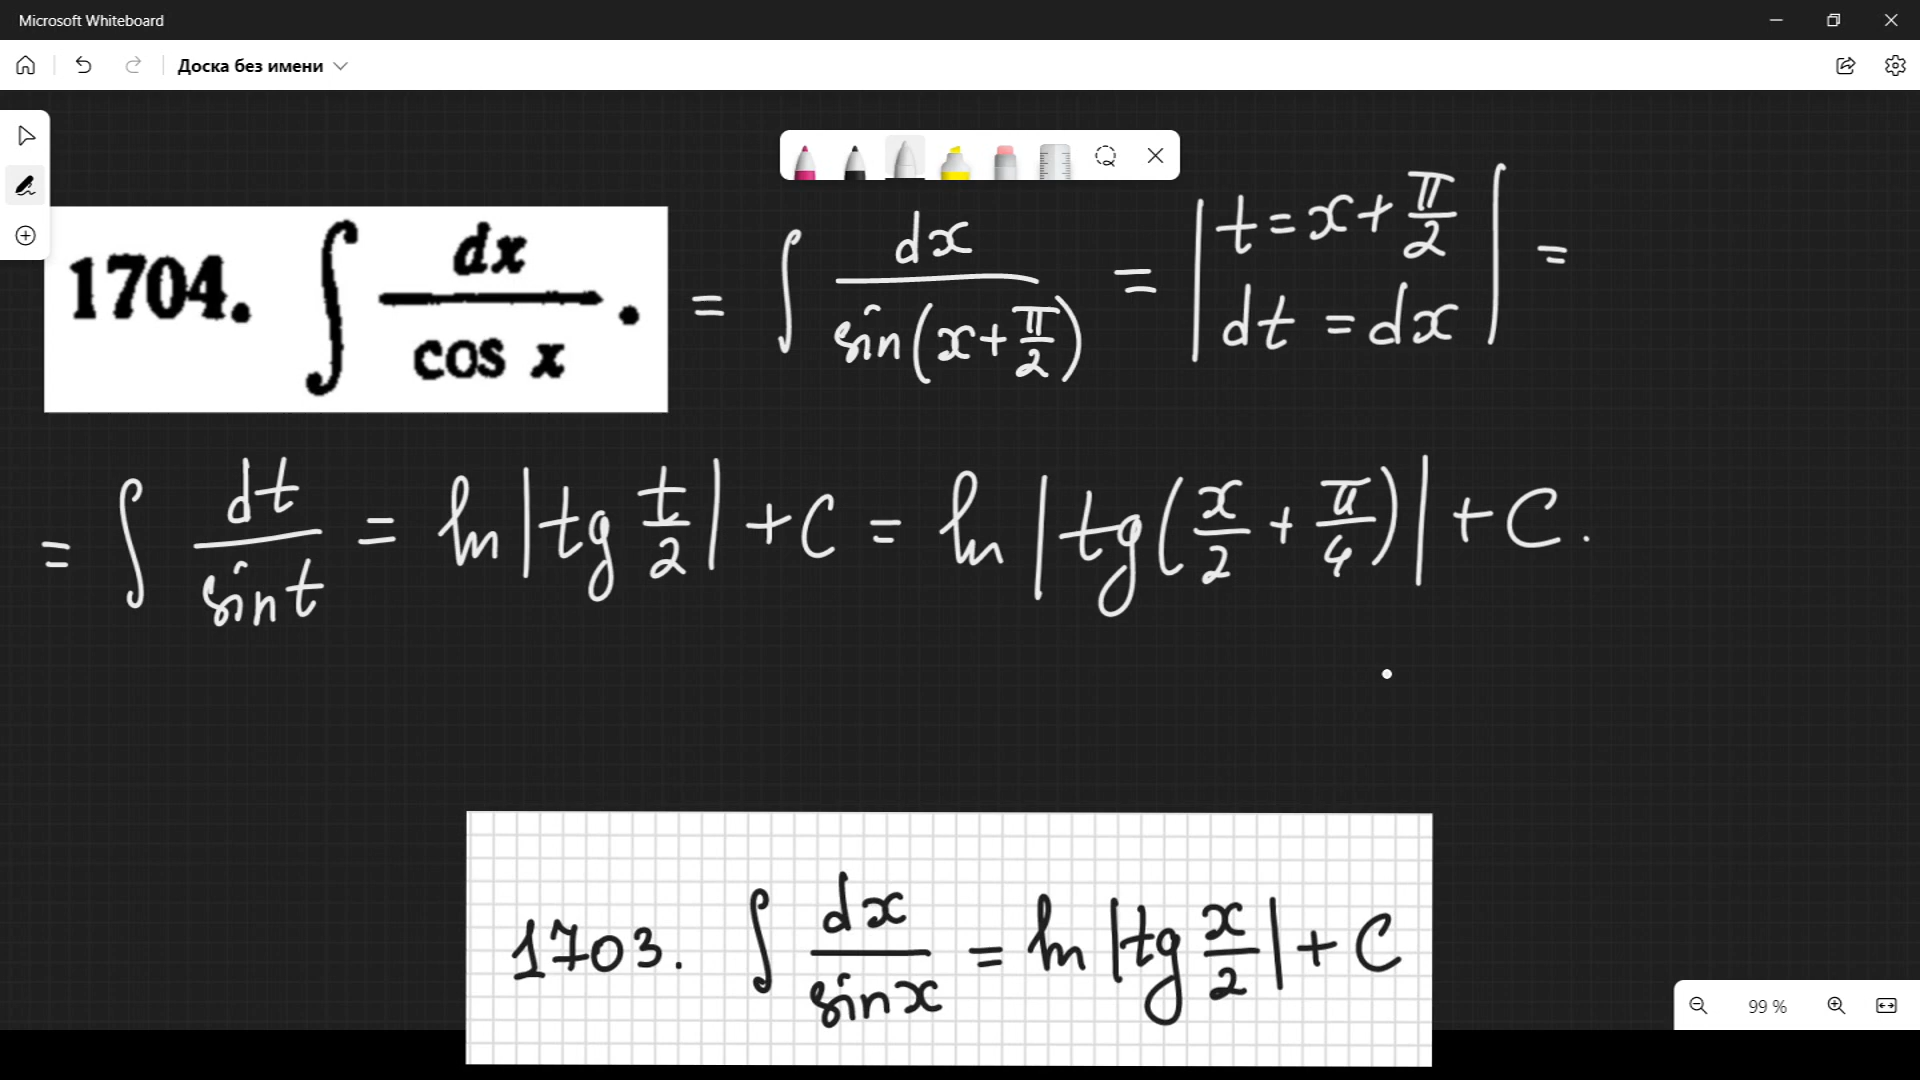 Microsoft Whiteboard
Доска без имени
1704. ∫ dx / cos x . = ∫ dx / sin(x + π/2) = | t = x + π/2
dt = dx | =
= ∫ dt / sin t = ln |tg t/2| + C = ln |tg(x/2 + π/4)| + C.
1703. ∫ dx / sin x = ln |tg x/2| + C
99 %